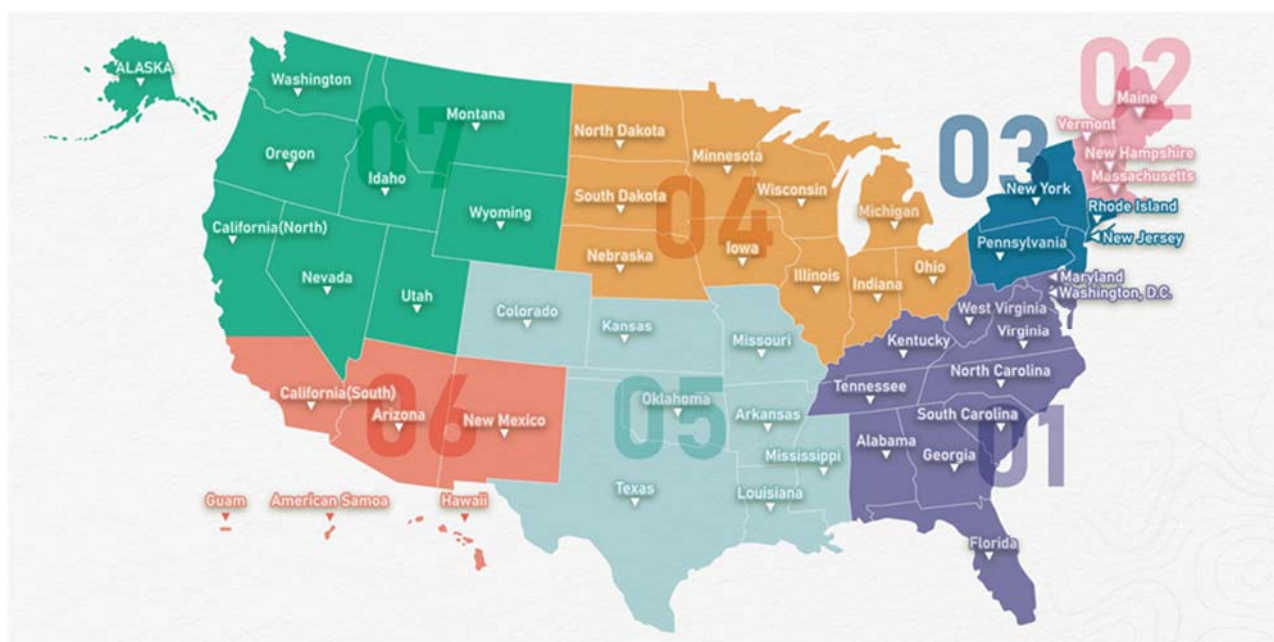 02
ALASKA
Washington
Maine
Montana
07
03
Vermont
North Dakota
Oregon
Minnesota
New Hampshire
Idaho
Wisconsin
Massachusetts
South Dakota
New York
04
Michigan
Rhode Island
Wyoming
California(North)
New Jersey
Pennsylvania
Iowa
Nebraska
Ohio
Nevada
Illinois
Indiana
Maryland
Utah
Washington, D.C.
Colorado
West Virginia
Kansas
Virginia
Missouri
Kentucky
North Carolina
Tennessee
California(South)
Oklahoma
06
05
Arizona
New Mexico
Arkansas
South Carolina
01
Alabama
Georgia
Mississippi
Texas
Louisiana
Guam
American Samoa
Hawaii
Florida